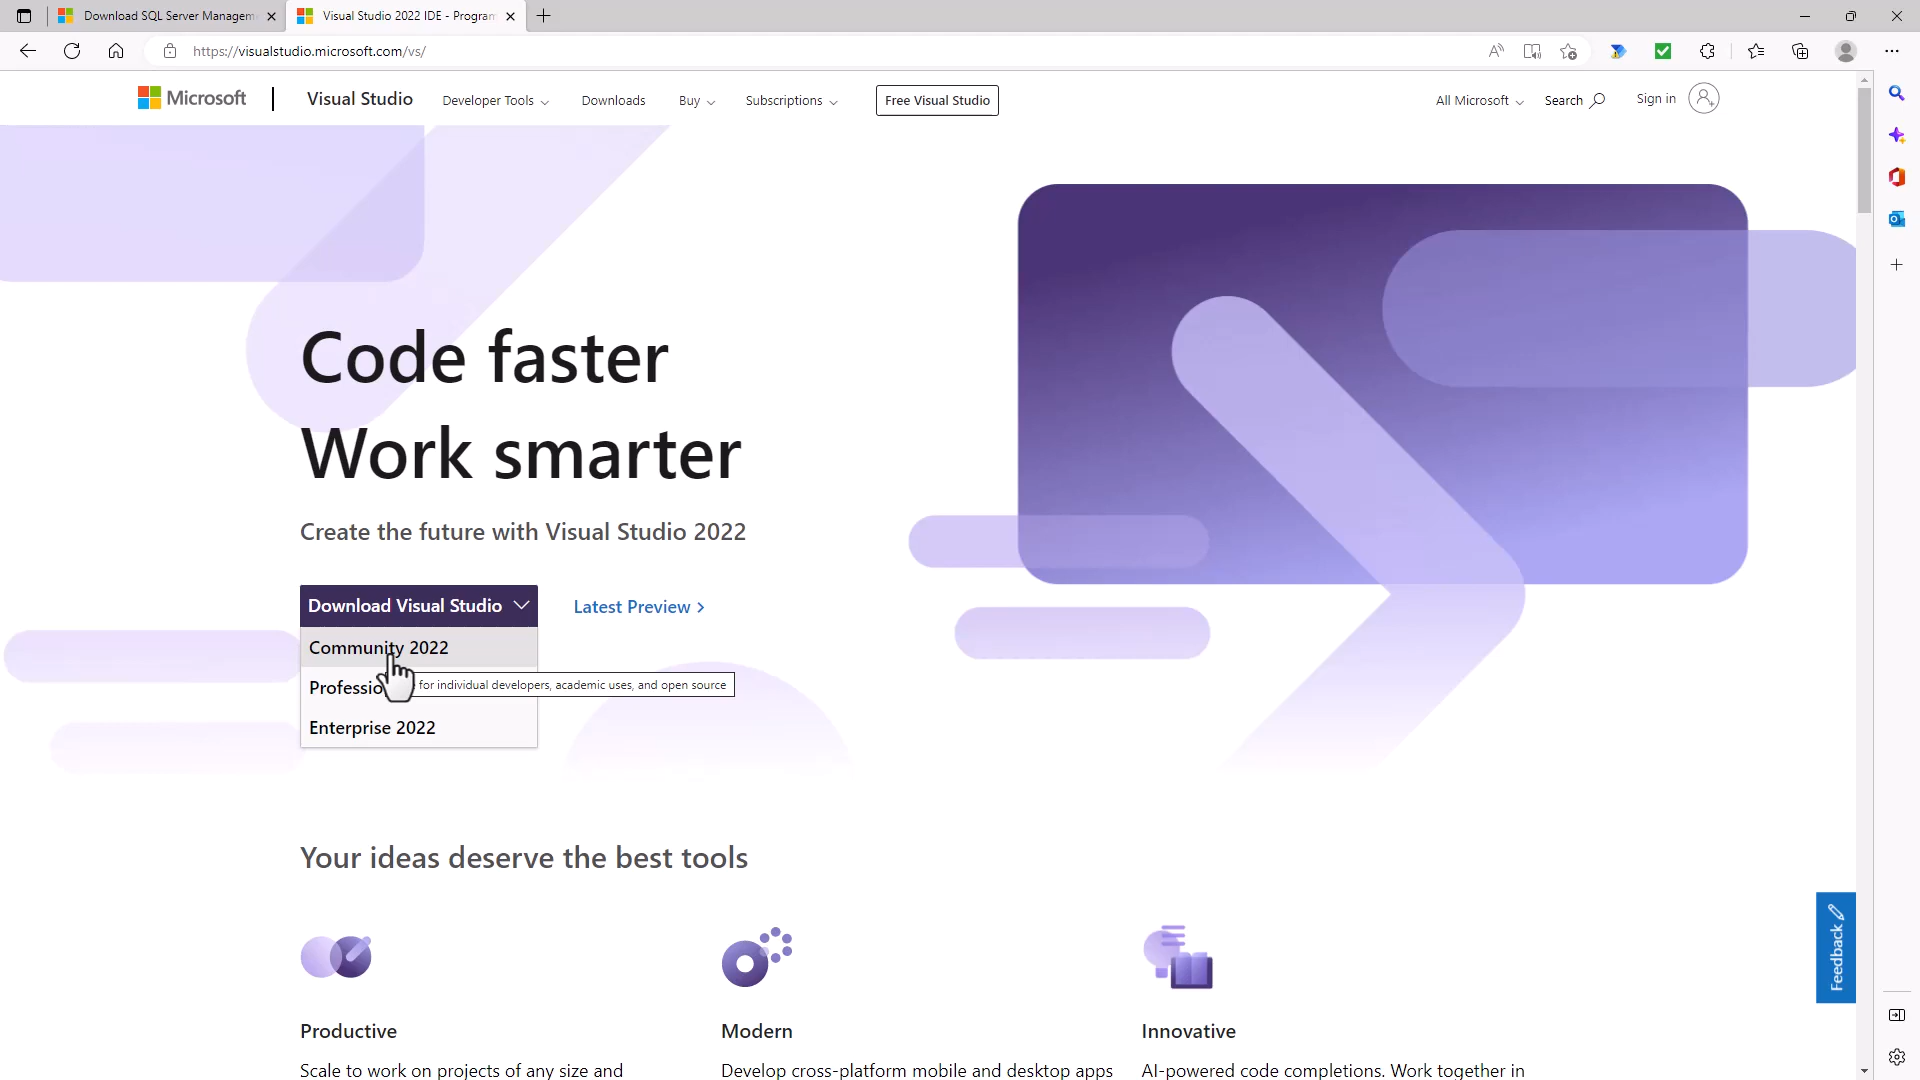 Download SQL Server Managem
Visual Studio 2022 IDE - Program
https://visualstudio.microsoft.com/vs/
Microsoft
Visual Studio
Developer Tools
Downloads
Buy
Subscriptions
Free Visual Studio
All Microsoft
Search
Sign in
Code faster
Work smarter
Create the future with Visual Studio 2022
Download Visual Studio
Latest Preview
Community 2022
Professio
for individual developers, academic uses, and open source
Enterprise 2022
Your ideas deserve the best tools
Feedback
Productive
Modern
Innovative
Scale to work on projects of any size and
Develop cross-platform mobile and desktop apps
AI-powered code completions. Work together in